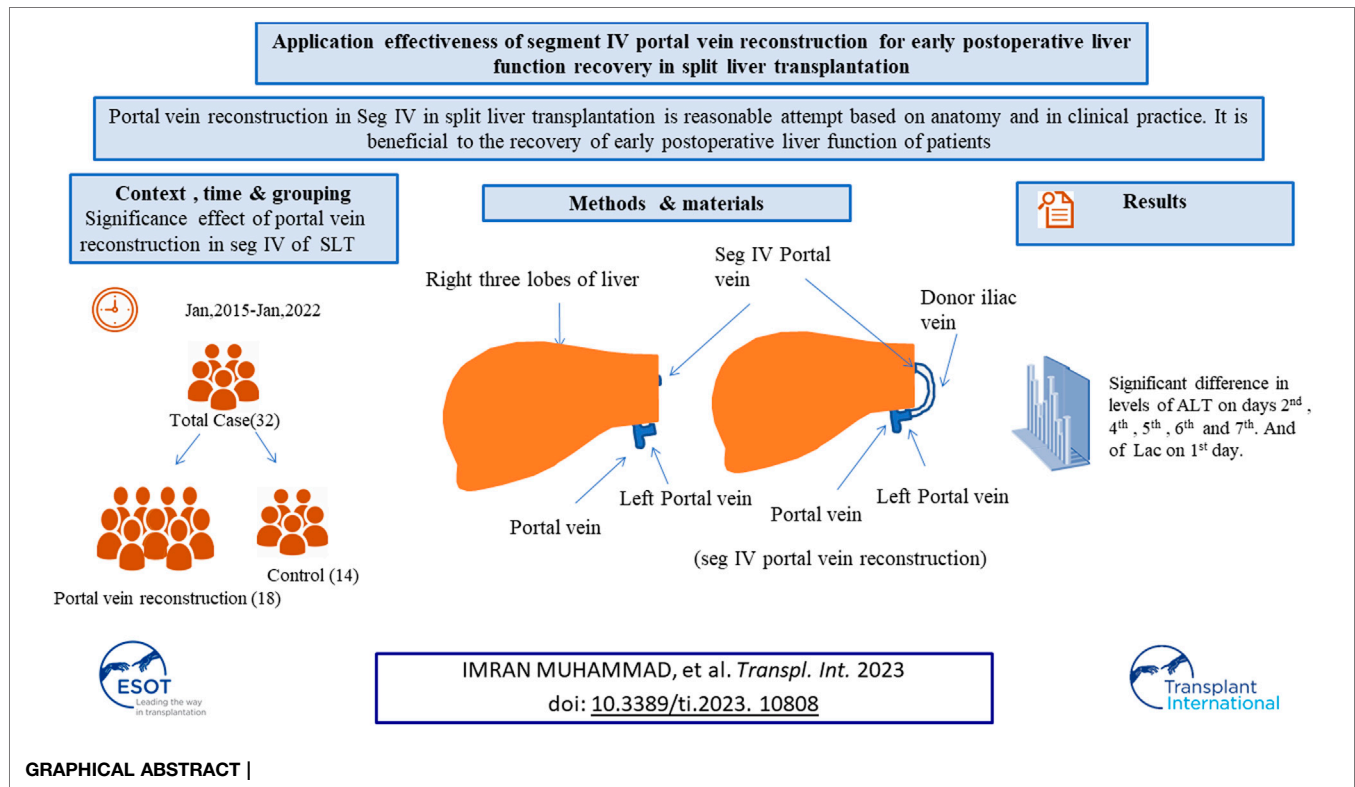 Application effectiveness of segment IV portal vein reconstruction for early postoperative liver
function recovery in split liver transplantation
Portal vein reconstruction in Seg IV in split liver transplantation is reasonable attempt based on anatomy and in clinical practice. It is
beneficial to the recovery of early postoperative liver function of patients
Context , time & grouping
Significance effect of portal vein
reconstruction in seg IV of SLT
Jan,2015-Jan,2022
Total Case(32)
Control (14)
Portal vein reconstruction (18)
Methods & materials
Right three lobes of liver
Seg IV Portal
vein
Donor iliac
vein
Left Portal vein
Portal vein
Left Portal vein
Portal vein
(seg IV portal vein reconstruction)
Results
Significant difference in
levels of ALT on days 2nd ,
4th , 5th , 6th and 7th. And
of Lac on 1st day.
ESOT
Leading the way
in transplantation
IMRAN MUHAMMAD, et al. Transpl. Int. 2023
doi: 10.3389/ti.2023. 10808
Transplant
International
GRAPHICAL ABSTRACT |